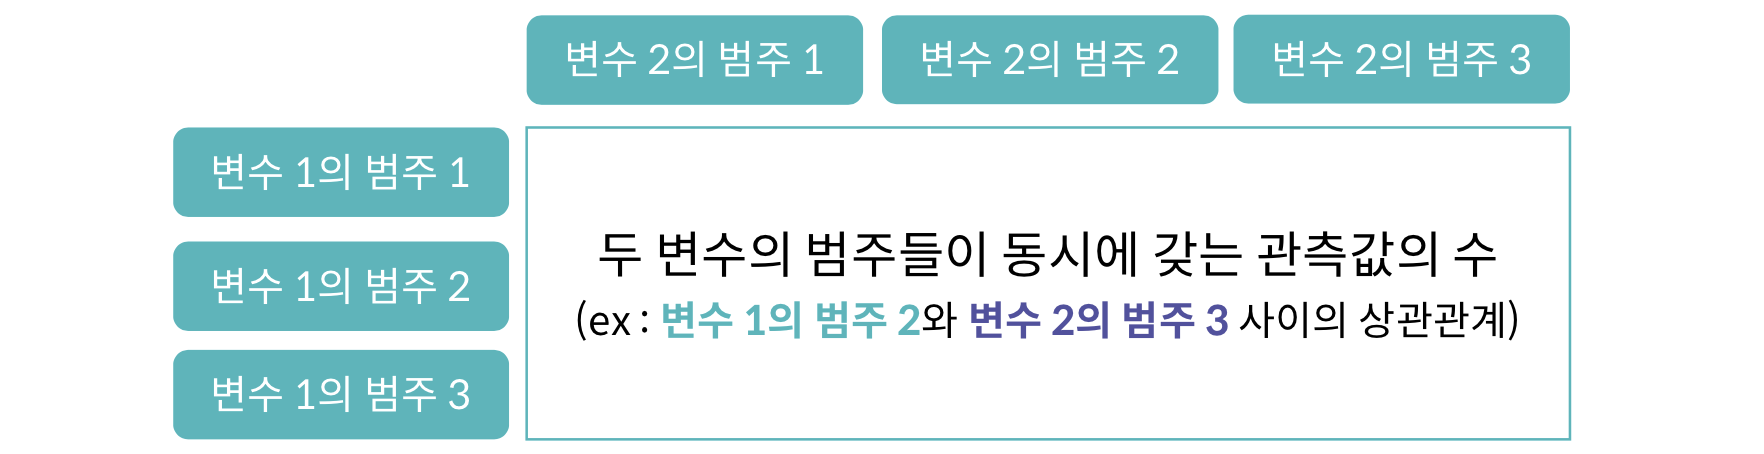 변수 2의 범주 1
변수 2의 범주 2
변수 2의 범주 3
변수 1의 범주 1
변수 1의 범주 2
변수 1의 범주 3
두 변수의 범주들이 동시에 갖는 관측값의 수
(ex : 변수 1의 범주 2와 변수 2의 범주 3 사이의 상관관계)